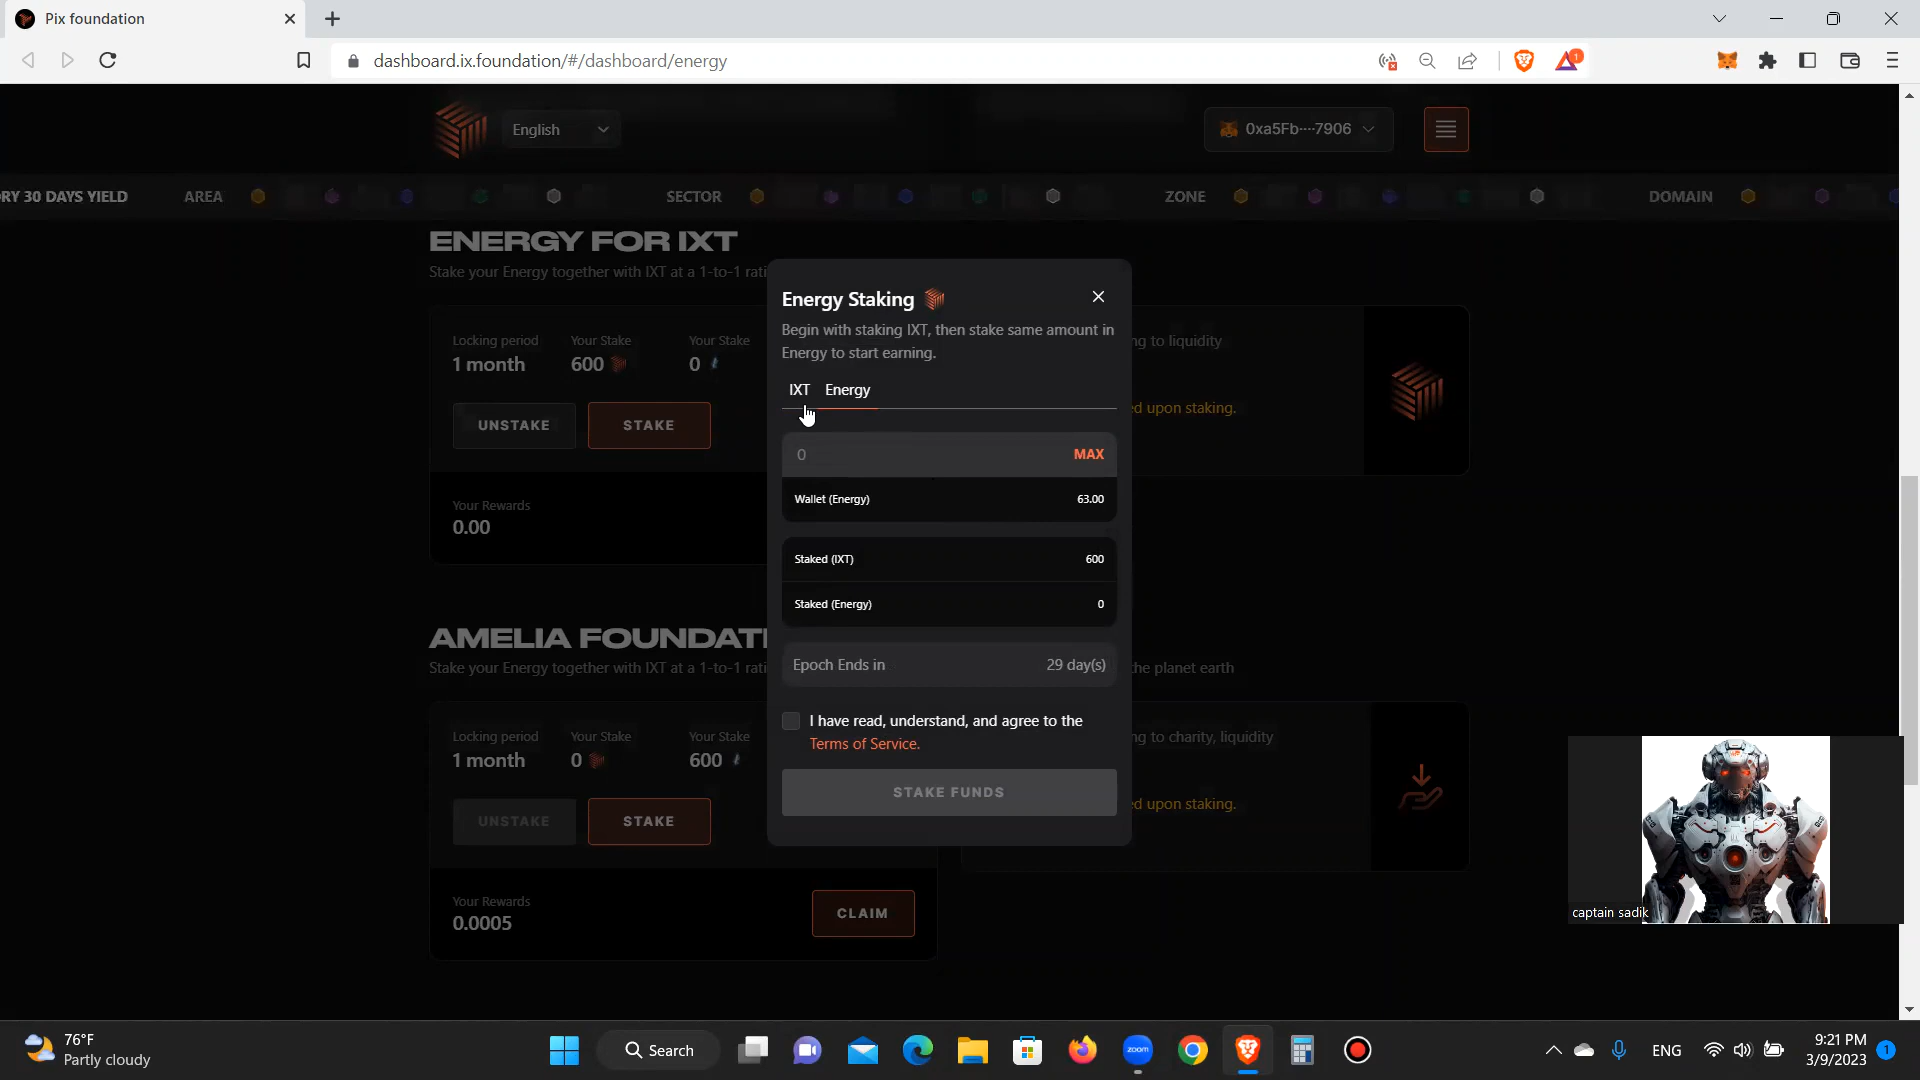 Pix foundation
dashboard.ix.foundation/#/dashboard/energy
1
English
0xa5Fb····7906
RY 30 DAYS YIELD
AREA
SECTOR
ZONE
DOMAIN
ENERGY FOR IXT
Stake your Energy together with IXT at a 1-to-1 rati
Locking period
1 month
Your Stake
600
Your Stake
0
UNSTAKE
STAKE
Your Rewards
0.00
ng to liquidity
d upon staking.
Energy Staking
Begin with staking IXT, then stake same amount in
Energy to start earning.
IXT
Energy
0
MAX
Wallet (Energy)
63.00
Staked (IXT)
600
Staked (Energy)
0
Epoch Ends in
29 day(s)
I have read, understand, and agree to the
Terms of Service.
STAKE FUNDS
AMELIA FOUNDATI
Stake your Energy together with IXT at a 1-to-1 rati
he planet earth
Locking period
1 month
Your Stake
0
Your Stake
600
UNSTAKE
STAKE
Your Rewards
0.0005
CLAIM
ng to charity, liquidity
d upon staking.
captain sadik
76°F
Partly cloudy
Search
zoom
ENG
9:21 PM
3/9/2023
1